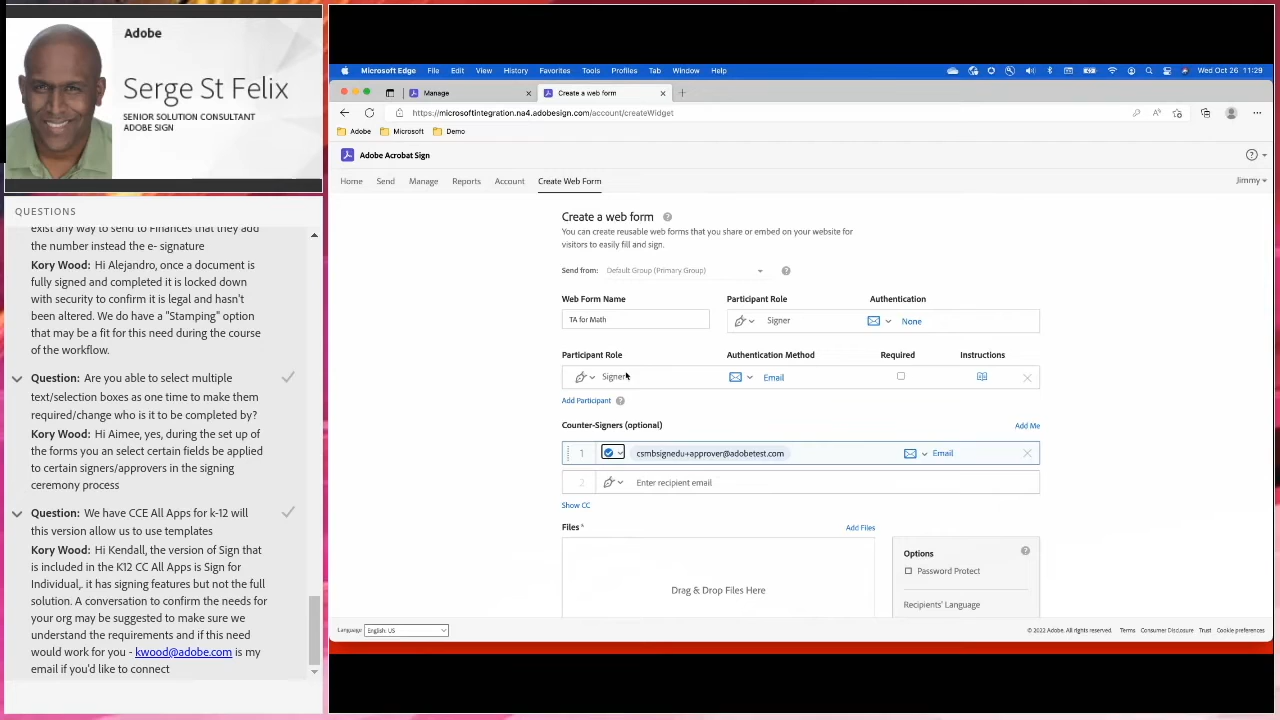 Adobe
Serge St Felix
SENIOR SOLUTION CONSULTANT
ADOBE SIGN
QUESTIONS
exist any way to send to Finances that they add
the number instead the e- signature
Kory Wood: Hi Alejandro, once a document is
fully signed and completed it is locked down
with security to confirm it is legal and hasn't
been altered. We do have a "Stamping" option
that may be a fit for this need during the course
of the workflow.
Question: Are you able to select multiple
text/selection boxes as one time to make them
required/change who is it to be completed by?
Kory Wood: Hi Aimee, yes, during the set up of
the forms you an select certain fields be applied
to certain signers/approvers in the signing
ceremony process
Question: We have CCE All Apps for k-12 will
this version allow us to use templates
Kory Wood: Hi Kendall, the version of Sign that
is included in the K12 CC All Apps is Sign for
Individual,. it has signing features but not the full
solution. A conversation to confirm the needs for
your org may be suggested to make sure we
understand the requirements and if this need
would work for you - kwood@adobe.com is my
email if you'd like to connect
Microsoft Edge File Edit View History Favorites Tools Profiles Tab Window Help
Wed Oct 26 11:29
Manage
Create a web form
https://microsoftintegration.na4.adobesign.com/account/createWidget
Adobe Microsoft Demo
Adobe Acrobat Sign
Home Send Manage Reports Account Create Web Form
Jimmy
Create a web form
You can create reusable web forms that you share or embed on your website for
visitors to easily fill and sign.
Send from: Default Group (Primary Group)
Web Form Name Participant Role Authentication
TA for Math Signer None
Participant Role Authentication Method Required Instructions
Signer Email
Add Participant
Counter-Signers (optional) Add Me
1 csmbsignedu+approver@adobetest.com Email
2 Enter recipient email
Show CC
Files * Add Files
Drag & Drop Files Here
Options
Password Protect
Recipients' Language
Language: English: US
© 2022 Adobe. All rights reserved. Terms Consumer Disclosure Trust Cookie preferences